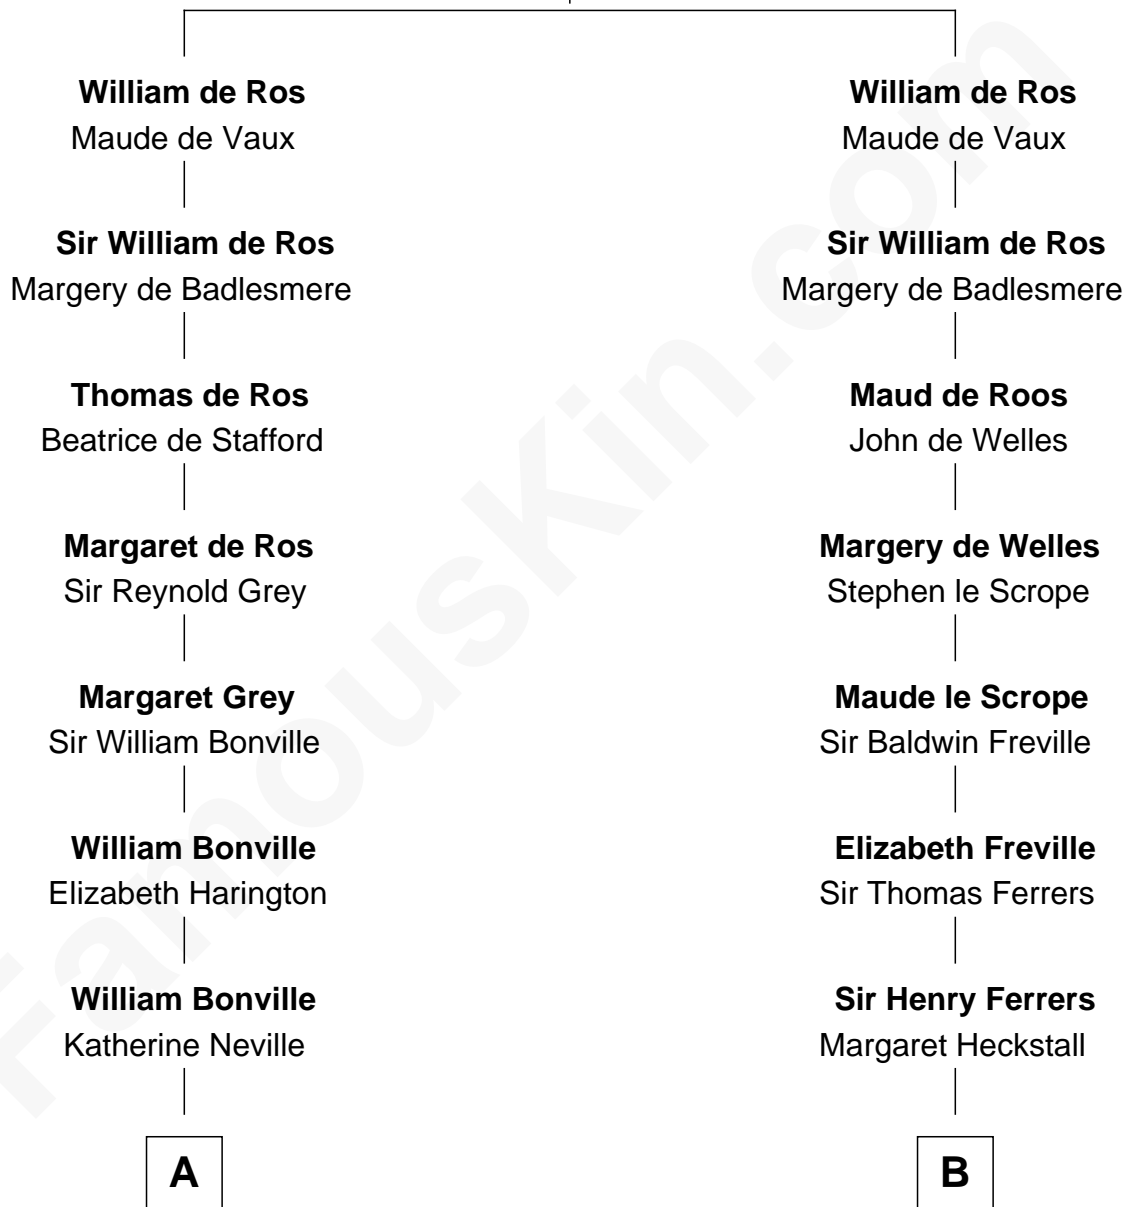 William de Ros
Maude de Vaux
Sir William de Ros
Margery de Badlesmere
Thomas de Ros
Beatrice de Stafford
Margaret de Ros
Sir Reynold Grey
Margaret Grey
Sir William Bonville
William Bonville
Elizabeth Harington
William Bonville
Katherine Neville
A
William de Ros
Maude de Vaux
Sir William de Ros
Margery de Badlesmere
Maud de Roos
John de Welles
Margery de Welles
Stephen le Scrope
Maude le Scrope
Sir Baldwin Freville
Elizabeth Freville
Sir Thomas Ferrers
Sir Henry Ferrers
Margaret Heckstall
B
FamousKin.com